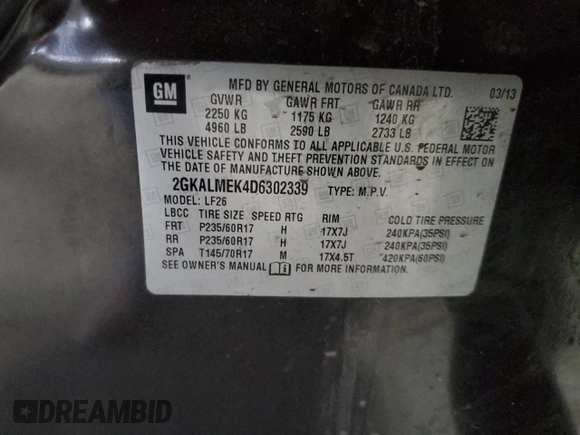 GM
MFD BY GENERAL MOTORS OF CANADA LTD. 03/13
GVWR GAWR FRT GAWR RR
2250 KG 1175 KG 1240 KG
4960 LB 2590 LB 2733 LB
THIS VEHICLE CONFORMS TO ALL APPLICABLE U.S. FEDERAL MOTOR
VEHICLE SAFETY AND THEFT PREVENTION STANDARDS IN EFFECT ON
THE DATE OF MANUFACTURE SHOWN ABOVE.
2GKALMEK4D6302339 TYPE: M.P.V.
MODEL: LF26
LBCC TIRE SIZE SPEED RTG RIM COLD TIRE PRESSURE
FRT P235/60R17 H 17X7J 240KPA(35PSI)
RR P235/60R17 H 17X7J 240KPA(35PSI)
SPA T145/70R17 M 17X4.5T 420KPA(60PSI)
SEE OWNER'S MANUAL FOR MORE INFORMATION.
DREAMBID